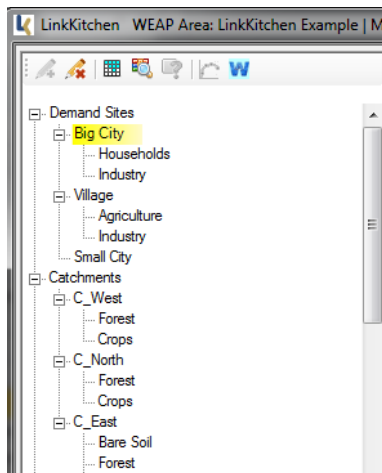 LinkKitchen WEAP Area: LinkKitchen Example | M
W
Demand Sites
Big City
Households
Industry
Village
Agriculture
Industry
Small City
Catchments
C_West
Forest
Crops
C_North
Forest
Crops
C_East
Bare Soil
Forest